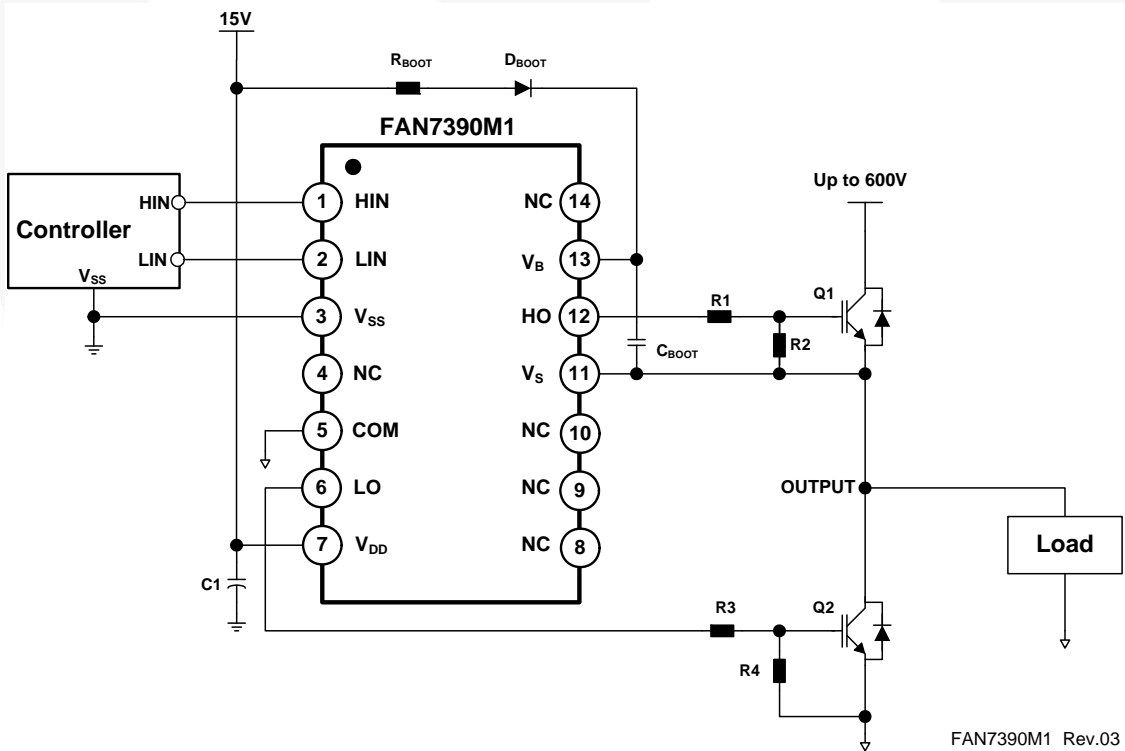 15V
RBOOT
DBOOT
FAN7390M1
Controller
HIN
LIN
VSS
1 HIN
2 LIN
3 VSS
4 NC
5 COM
6 LO
7 VDD
NC 14
VB 13
HO 12
VS 11
NC 10
NC 9
NC 8
C1
CBOOT
R1
R2
Up to 600V
Q1
OUTPUT
Load
R3
R4
Q2
FAN7390M1 Rev.03